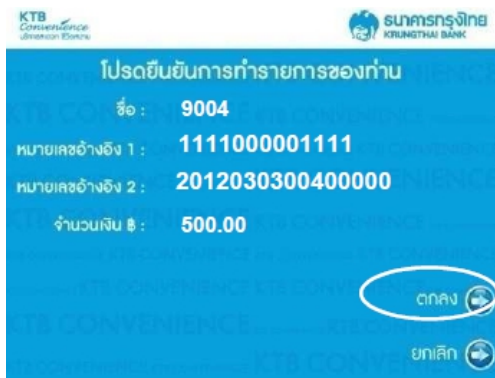 KTB
Convenience
ธนาคารกรุงไทย
KRUNGTHAI BANK
โปรดยืนยันการทำรายการของท่าน
ชื่อ : 9004
หมายเลขอ้างอิง 1 : 1111000001111
หมายเลขอ้างอิง 2 : 2012030300400000
จำนวนเงิน ฿ : 500.00
ตกลง
ยกเลิก